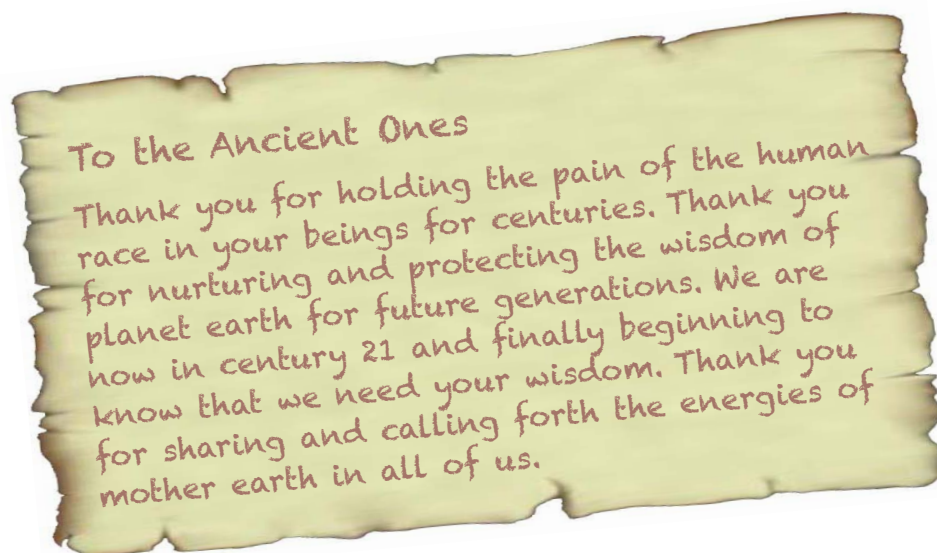 To the Ancient Ones
Thank you for holding the pain of the human
race in your beings for centuries. Thank you
for nurturing and protecting the wisdom of
planet earth for future generations. We are
now in century 21 and finally beginning to
know that we need your wisdom. Thank you
for sharing and calling forth the energies of
mother earth in all of us.